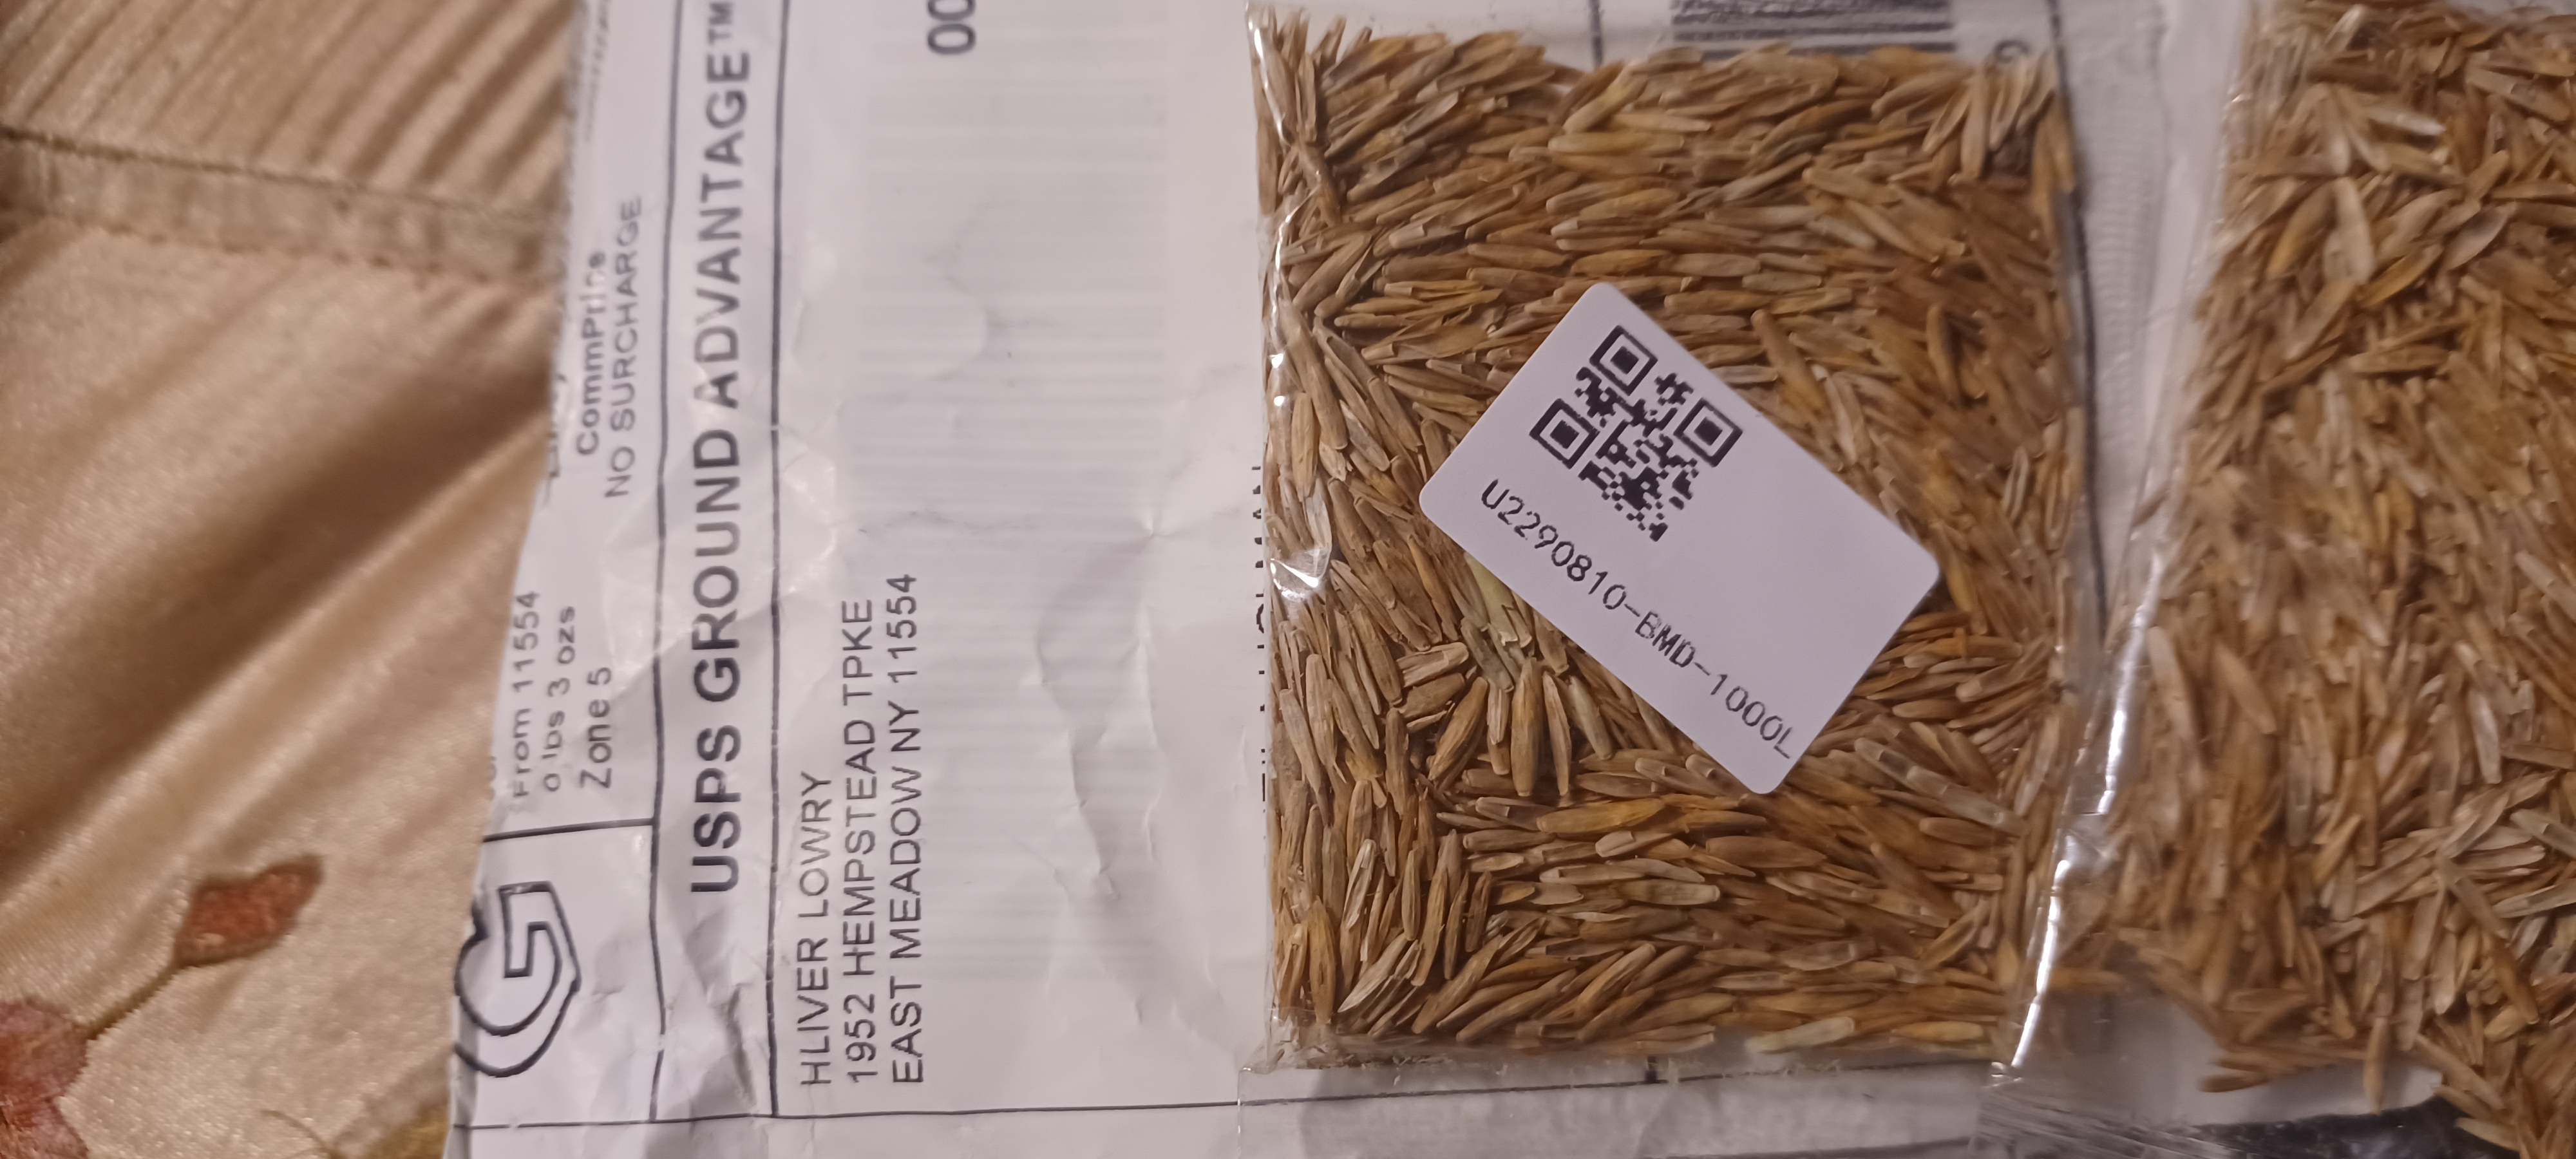 G
From 11554
0 lbs 3 ozs
Zone 5
CommPrice
NO SURCHARGE
USPS GROUND ADVANTAGE™
HLIVER LOWRY
1952 HEMPSTEAD TPKE
EAST MEADOW NY 11554
00
U2290810-BMD-1000L